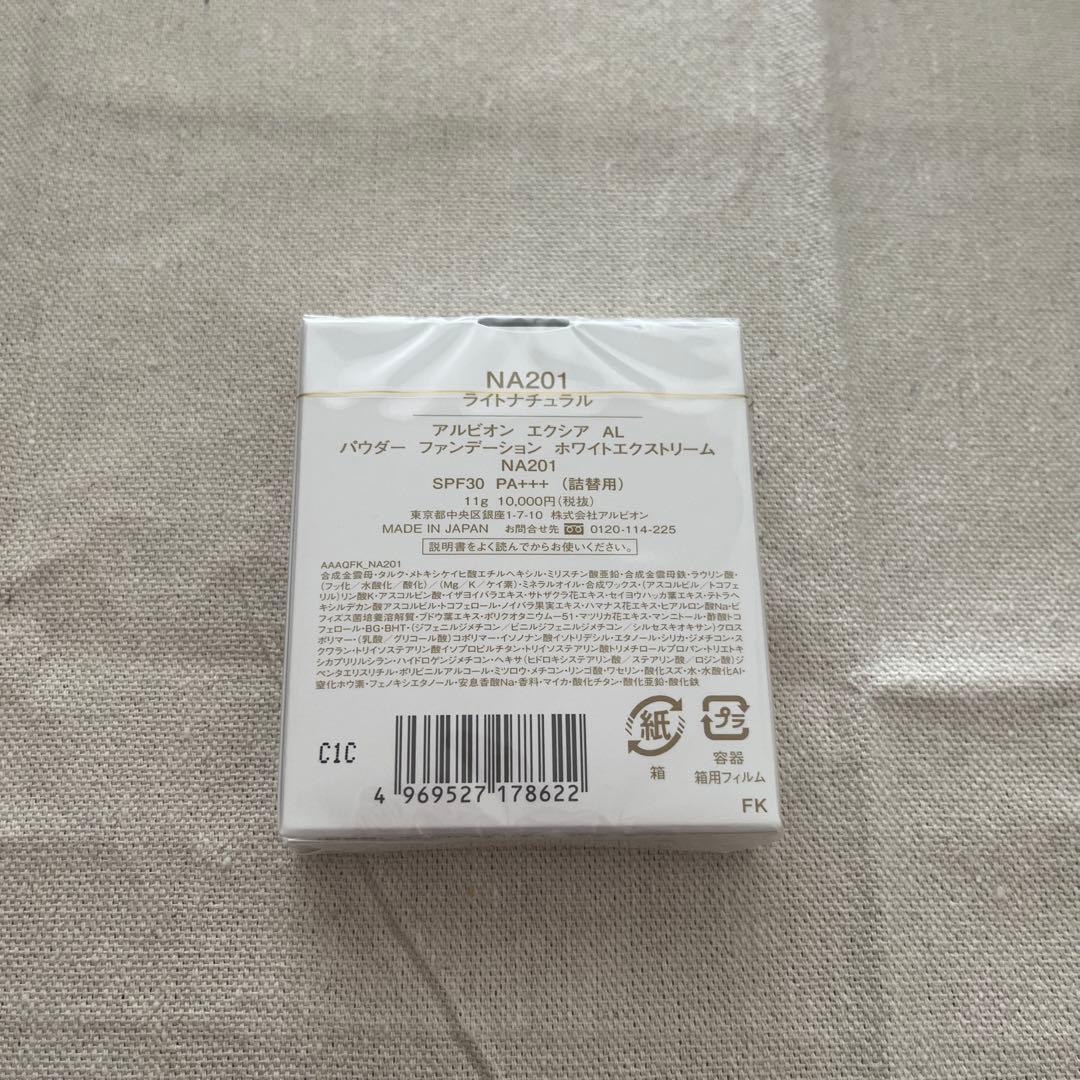 NA201
ライトナチュラル
アルビオン エクシア AL
パウダー ファンデーション ホワイトエクストリーム
NA201
SPF30 PA+++ (詰替用)
11g 10,000円(税抜)
東京都中央区銀座1-7-10 株式会社アルビオン
MADE IN JAPAN お問合せ先 0120-114-225
説明書をよく読んでからお使いください。
AAAQFK_NA201
合成金雲母・タルク・メトキシケイヒ酸エチルヘキシル・ミリスチン酸亜鉛・合成金雲母鉄・ラウリン酸・
(フッ化/水酸化/酸化)/(Mg/K/ケイ素)・ミネラルオイル・合成ワックス・(アスコルビル/トコフェ
リル)リン酸K・アスコルビン酸・イザヨイバラエキス・サトザクラ花エキス・セイヨウハッカ葉エキス・テトラヘ
キシルデカン酸アスコルビル・トコフェロール・ノイバラ果実エキス・ハマナス花エキス・ヒアルロン酸Na・ビ
フィズス菌培養溶解質・ブドウ葉エキス・ポリクオタニウム-51・マツリカ花エキス・マンニトール・酢酸ト
コフェロール・BG・BHT・(ジフェニルジメチコン/ビニルジフェニルジメチコン/シルセスキオキサン)クロス
ポリマー・(乳酸/グリコール酸)コポリマー・イソノナン酸イソトリデシル・エタノール・シリカ・ジメチコン・ス
クワラン・トリイソステアリン酸イソプロピルチタン・トリイソステアリン酸トリメチロールプロパン・トリエトキ
シカプリリルシラン・ハイドロゲンジメチコン・ヘキサ(ヒドロキシステアリン酸/ステアリン酸/ロジン酸)ジ
ペンタエリスリチル・ポリビニルアルコール・ミツロウ・メチコン・リンゴ酸・ワセリン・酸化スズ・水・水酸化Al・
窒化ホウ素・フェノキシエタノール・安息香酸Na・香料・マイカ・酸化チタン・酸化亜鉛・酸化鉄
C1C
4 969527 178622
紙
箱
プラ
容器
箱用フィルム
FK